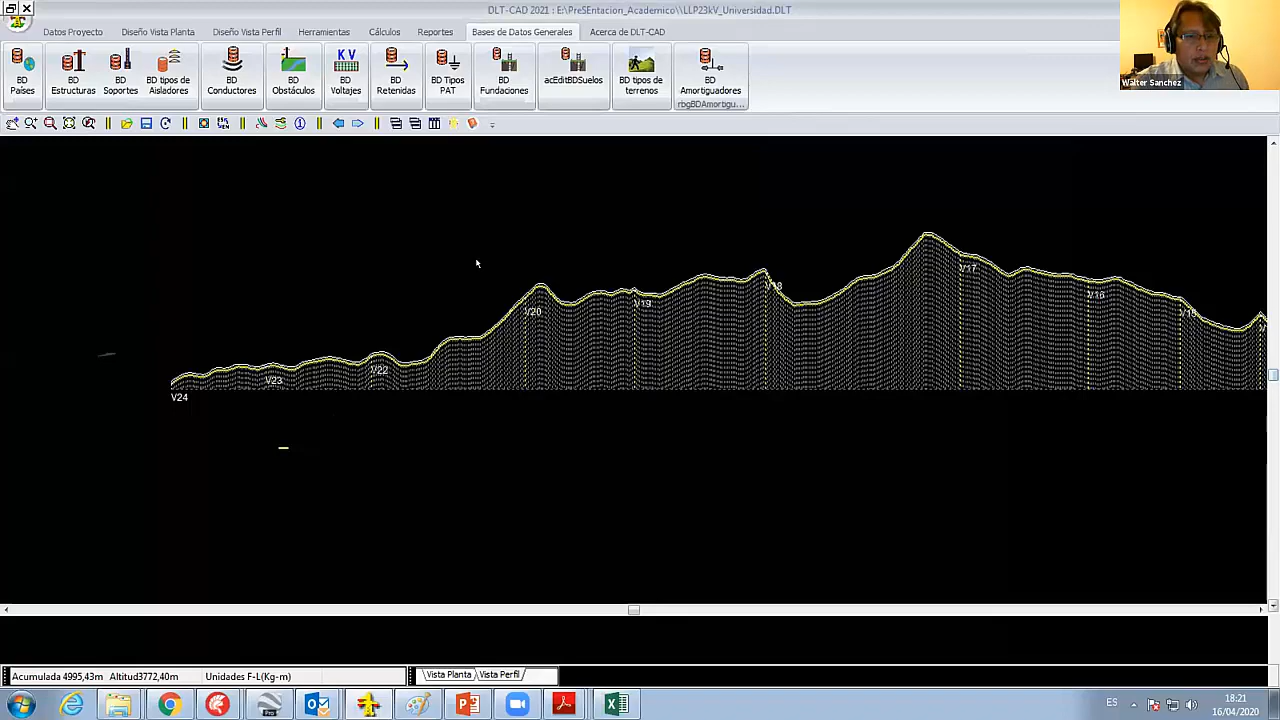 DLT-CAD 2021 : E:\PreSEntacion_Academico\\LLP23kV_Universidad.DLT
Datos Proyecto Diseño Vista Planta Diseño Vista Perfil Herramientas Cálculos Reportes Bases de Datos Generales Acerca de DLT-CAD
BD Países
BD Estructuras
BD Soportes
BD tipos de Aisladores
BD Conductores
BD Obstáculos
KV
BD Voltajes
BD Retenidas
BD Tipos PAT
BD Fundaciones
acEditBDSuelos
BD tipos de terrenos
BD Amortiguadores
rbgBDAmortigu...
Walter Sanchez
V24
V23
V22
V20
V19
V18
V17
V16
V15
Acumulada 4995,43m Altitud3772,40m Unidades F-L(Kg-m)
Vista Planta Vista Perfil
Pro
ES
18:21
16/04/2020